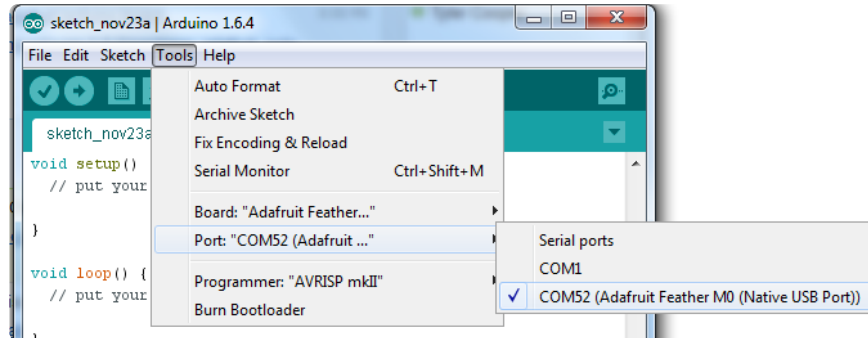 sketch_nov23a | Arduino 1.6.4
File Edit Sketch Tools Help
Auto Format Ctrl+T
Archive Sketch
sketch_nov23a
Fix Encoding & Reload
void setup()
Serial Monitor Ctrl+Shift+M
// put your
Board: "Adafruit Feather..."
}
Port: "COM52 (Adafruit ..."
Serial ports
void loop() {
COM1
Programmer: "AVRISP mkII"
// put your
COM52 (Adafruit Feather M0 (Native USB Port))
Burn Bootloader